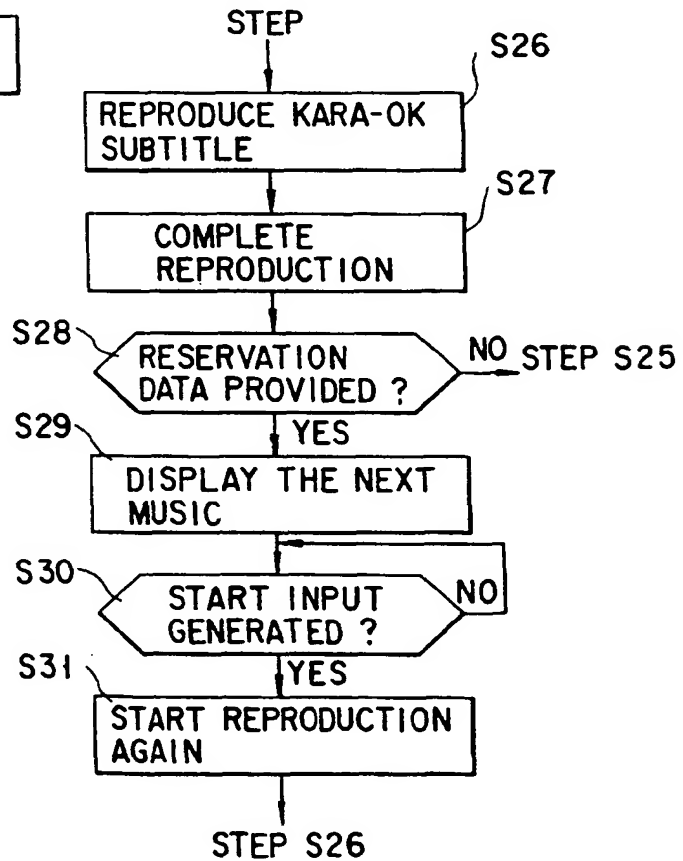 STEP
S26
REPRODUCE KARA-OK
SUBTITLE
S27
COMPLETE
REPRODUCTION
S28
RESERVATION
DATA PROVIDED ?
NO
STEP S25
YES
S29
DISPLAY THE NEXT
MUSIC
S30
START INPUT
GENERATED ?
NO
YES
S31
START REPRODUCTION
AGAIN
STEP S26